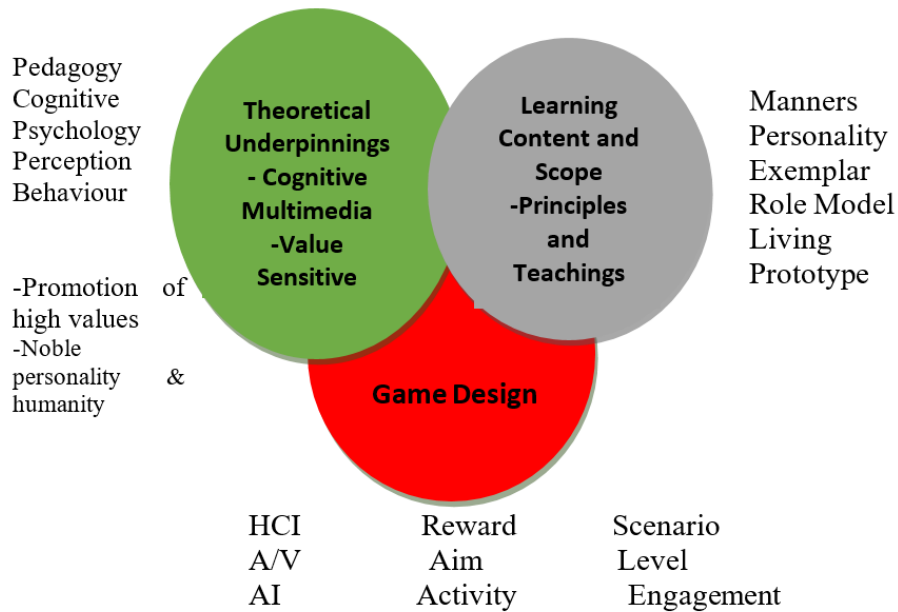 Pedagogy
Cognitive
Psychology
Perception
Behaviour
-Promotion of
high values
-Noble
personality &
humanity
Theoretical
Underpinnings
- Cognitive
Multimedia
-Value
Sensitive
Learning
Content and
Scope
-Principles
and
Teachings
Manners
Personality
Exemplar
Role Model
Living
Prototype
Game Design
HCI Reward Scenario
A/V Aim Level
AI Activity Engagement